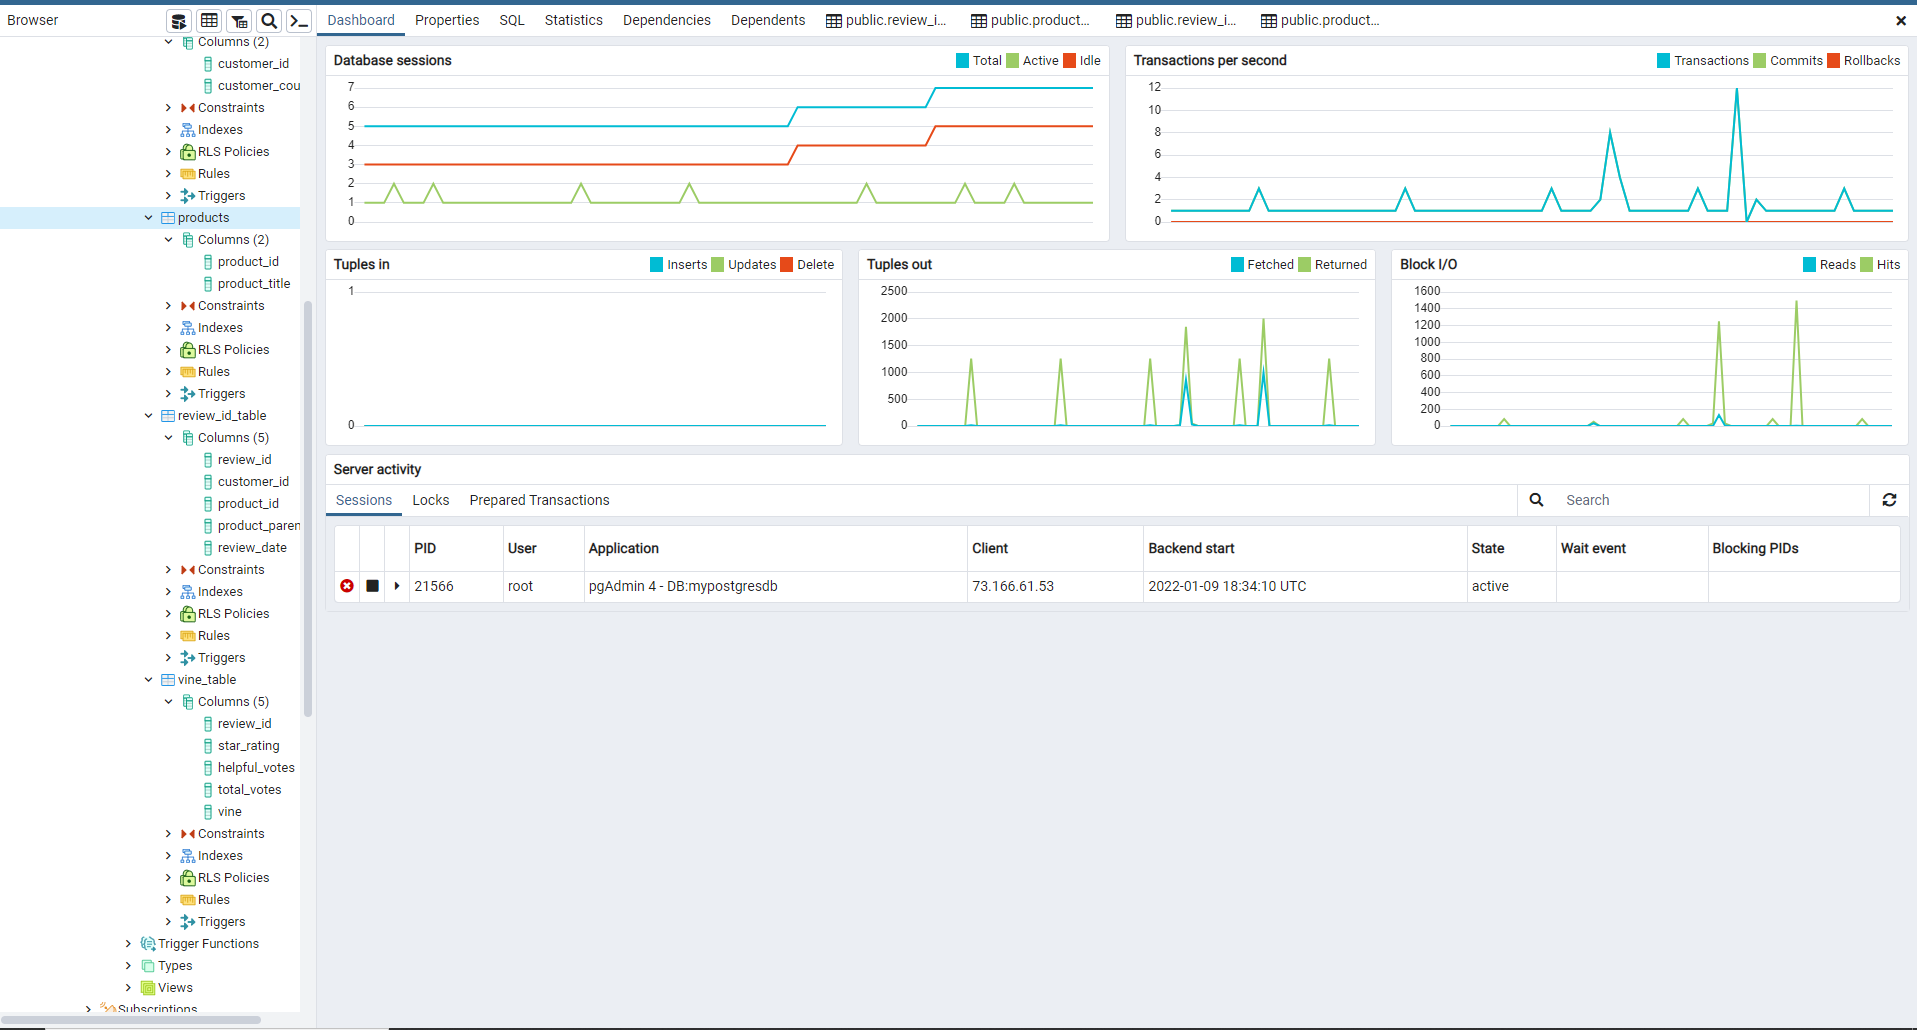 Browser
Dashboard Properties SQL Statistics Dependencies Dependents public.review_i... public.product... public.review_i... public.product...
Columns (2)
customer_id
customer_cou
Constraints
Indexes
RLS Policies
Rules
Triggers
products
Columns (2)
product_id
product_title
Constraints
Indexes
RLS Policies
Rules
Triggers
review_id_table
Columns (5)
review_id
customer_id
product_id
product_paren
review_date
Constraints
Indexes
RLS Policies
Rules
Triggers
vine_table
Columns (5)
review_id
star_rating
helpful_votes
total_votes
vine
Constraints
Indexes
RLS Policies
Rules
Triggers
Trigger Functions
Types
Views
Subscriptions
Database sessions Total Active Idle
7
6
5
4
3
2
1
0
Transactions per second Transactions Commits Rollbacks
12
10
8
6
4
2
0
Tuples in Inserts Updates Delete
1
0
Tuples out Fetched Returned
2500
2000
1500
1000
500
0
Block I/O Reads Hits
1600
1400
1200
1000
800
600
400
200
0
Server activity
Sessions Locks Prepared Transactions Search
PID User Application Client Backend start State Wait event Blocking PIDs
21566 root pgAdmin 4 - DB:mypostgresdb 73.166.61.53 2022-01-09 18:34:10 UTC active